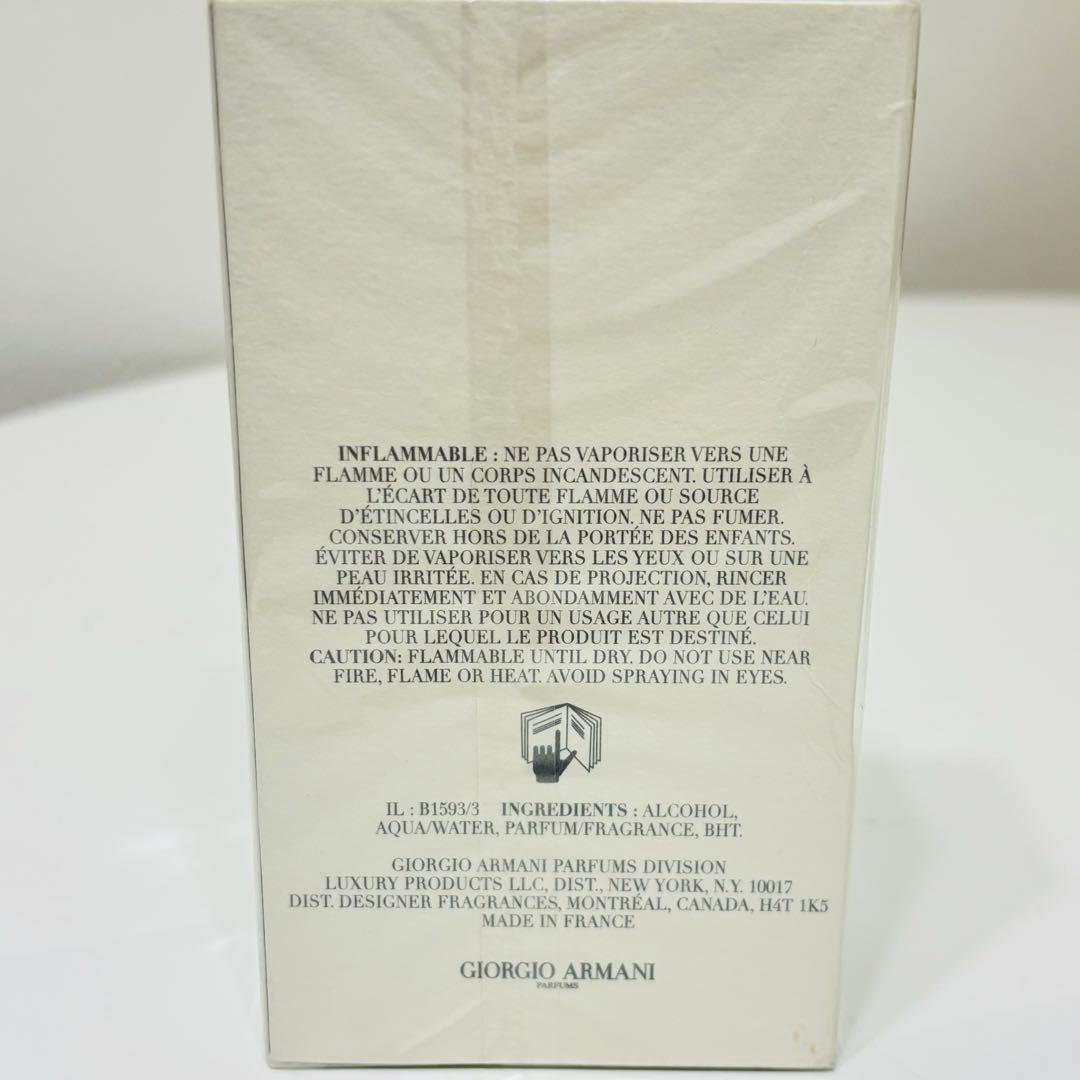 INFLAMMABLE : NE PAS VAPORISER VERS UNE
FLAMME OU UN CORPS INCANDESCENT. UTILISER À
L'ÉCART DE TOUTE FLAMME OU SOURCE
D'ÉTINCELLES OU D'IGNITION. NE PAS FUMER.
CONSERVER HORS DE LA PORTÉE DES ENFANTS.
ÉVITER DE VAPORISER VERS LES YEUX OU SUR UNE
PEAU IRRITÉE. EN CAS DE PROJECTION, RINCER
IMMÉDIATEMENT ET ABONDAMMENT AVEC DE L'EAU.
NE PAS UTILISER POUR UN USAGE AUTRE QUE CELUI
POUR LEQUEL LE PRODUIT EST DESTINÉ.
CAUTION: FLAMMABLE UNTIL DRY. DO NOT USE NEAR
FIRE, FLAME OR HEAT. AVOID SPRAYING IN EYES.
IL : B1593/3 INGREDIENTS : ALCOHOL,
AQUA/WATER, PARFUM/FRAGRANCE, BHT.
GIORGIO ARMANI PARFUMS DIVISION
LUXURY PRODUCTS LLC, DIST., NEW YORK, N.Y. 10017
DIST. DESIGNER FRAGRANCES, MONTRÉAL, CANADA, H4T 1K5
MADE IN FRANCE
GIORGIO ARMANI
PARFUMS